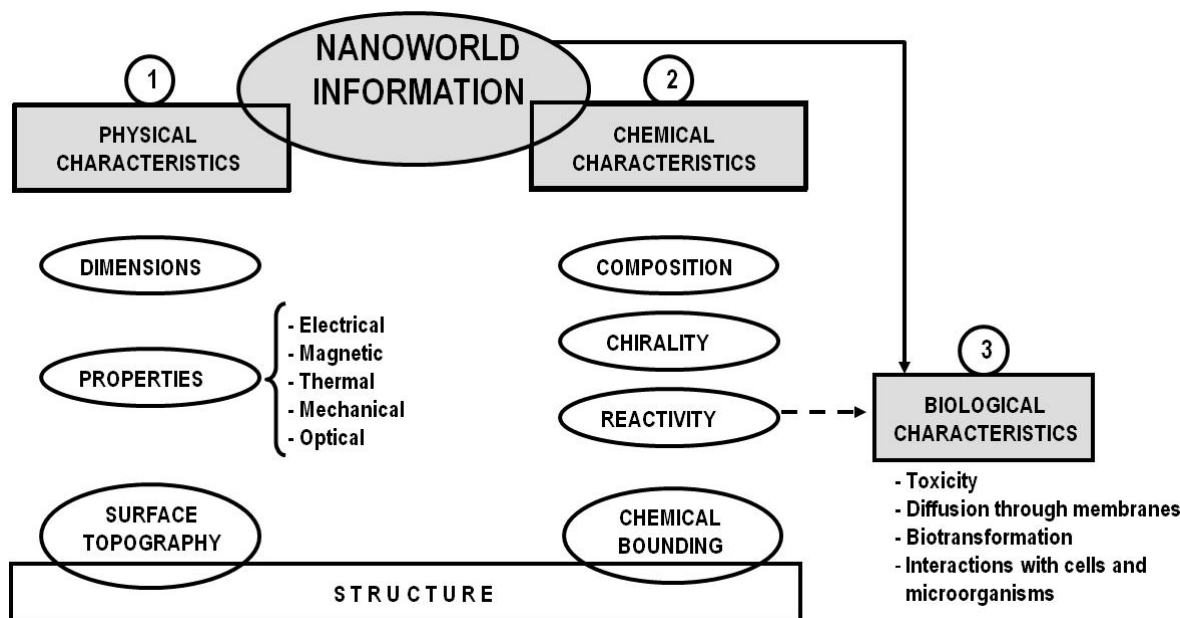 NANOWORLD
INFORMATION
1
PHYSICAL
CHARACTERISTICS
2
CHEMICAL
CHARACTERISTICS
DIMENSIONS
PROPERTIES
- Electrical
- Magnetic
- Thermal
- Mechanical
- Optical
SURFACE
TOPOGRAPHY
COMPOSITION
CHIRALITY
REACTIVITY
CHEMICAL
BOUNDING
STRUCTURE
3
BIOLOGICAL
CHARACTERISTICS
- Toxicity
- Diffusion through membranes
- Biotransformation
- Interactions with cells and
microorganisms